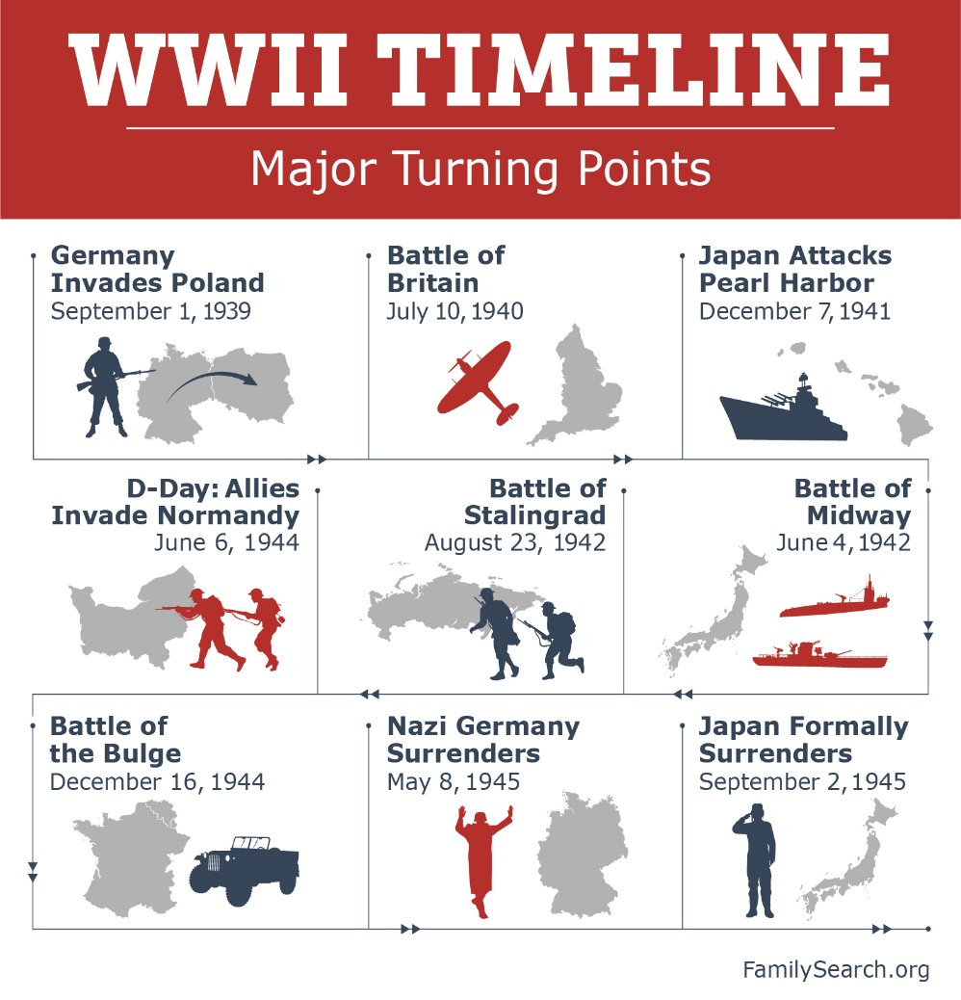 WWII TIMELINE
Major Turning Points
Germany
Invades Poland
September 1, 1939
Battle of
Britain
July 10, 1940
Japan Attacks
Pearl Harbor
December 7, 1941
Battle of
Midway
June 4, 1942
Battle of
Stalingrad
August 23, 1942
D-Day: Allies
Invade Normandy
June 6, 1944
Battle of
the Bulge
December 16, 1944
Nazi Germany
Surrenders
May 8, 1945
Japan Formally
Surrenders
September 2, 1945
FamilySearch.org